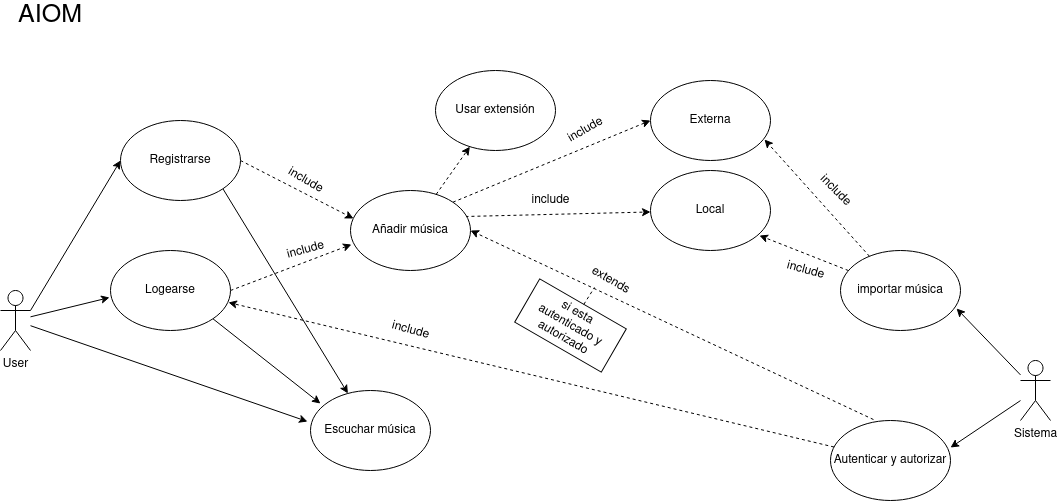 AIOM
Usar extensión
Externa
include
Registrarse
include
include
Local
include
Añadir música
include
extends
include
importar música
Logearse
si esta
autenticado y
autorizado
include
User
Escuchar música
Autenticar y autorizar
Sistema